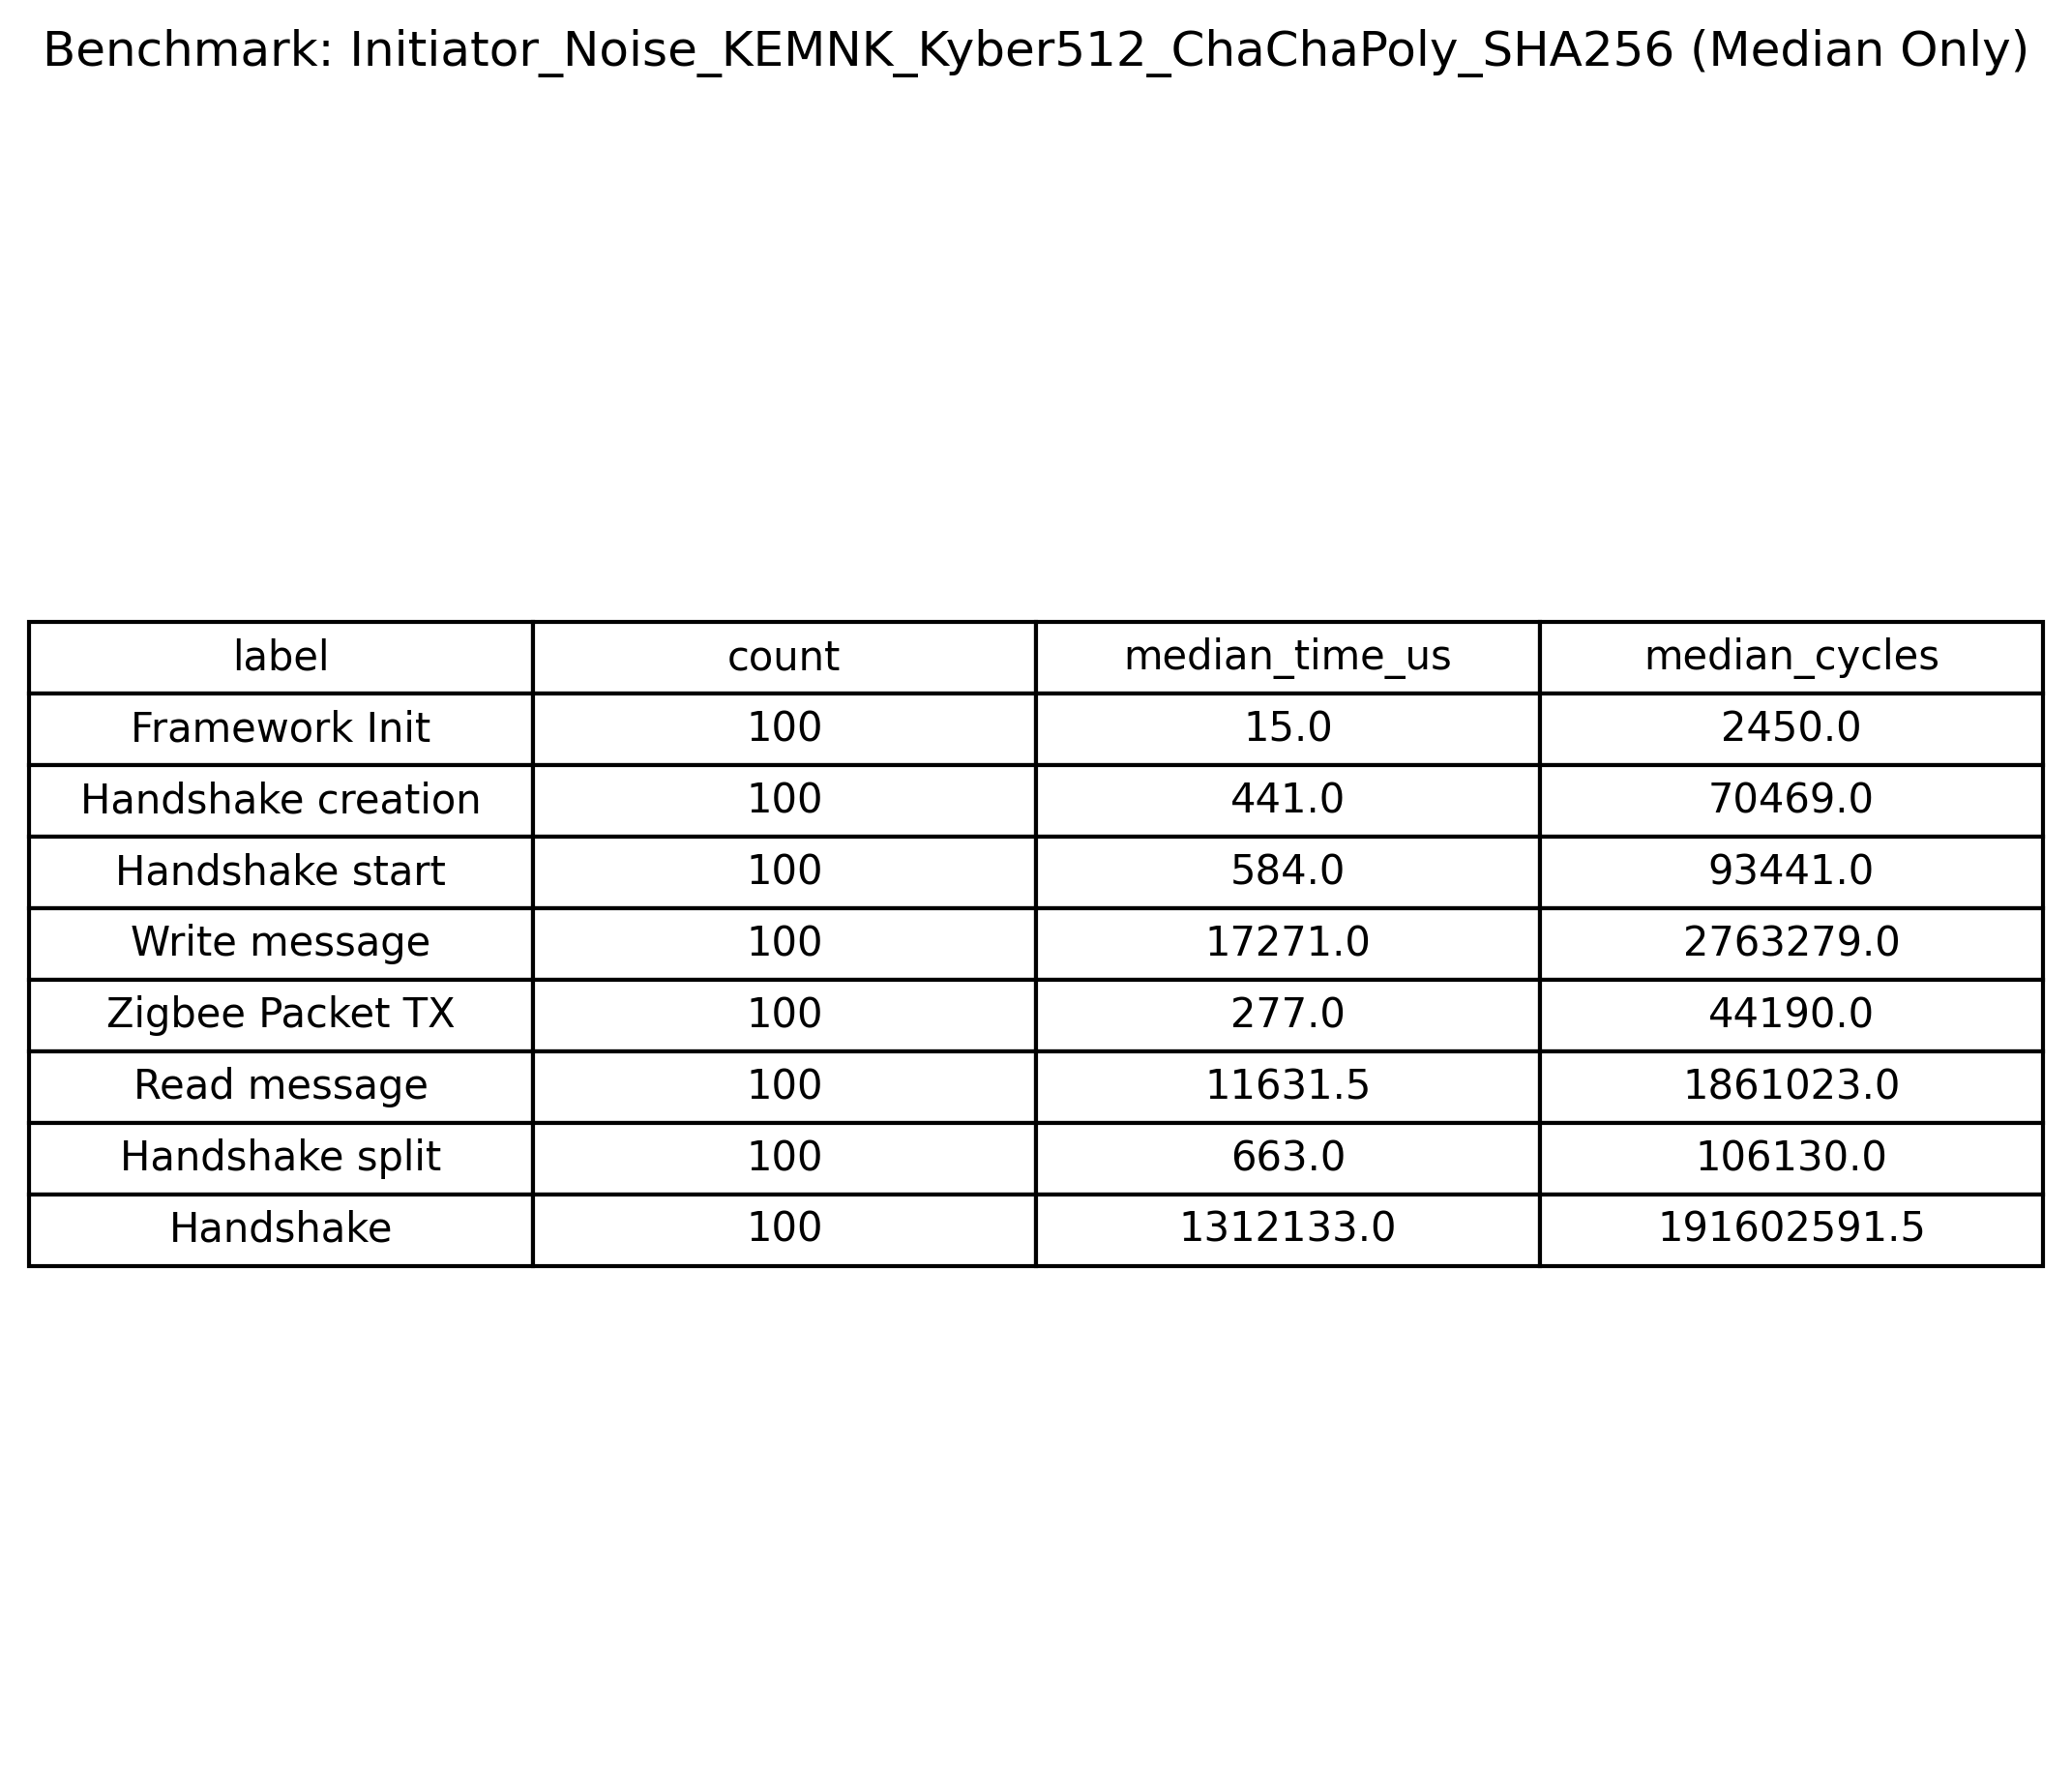 Benchmark: Initiator_Noise_KEMNK_Kyber512_ChaChaPoly_SHA256 (Median Only)
label count median_time_us median_cycles
Framework Init 100 15.0 2450.0
Handshake creation 100 441.0 70469.0
Handshake start 100 584.0 93441.0
Write message 100 17271.0 2763279.0
Zigbee Packet TX 100 277.0 44190.0
Read message 100 11631.5 1861023.0
Handshake split 100 663.0 106130.0
Handshake 100 1312133.0 191602591.5